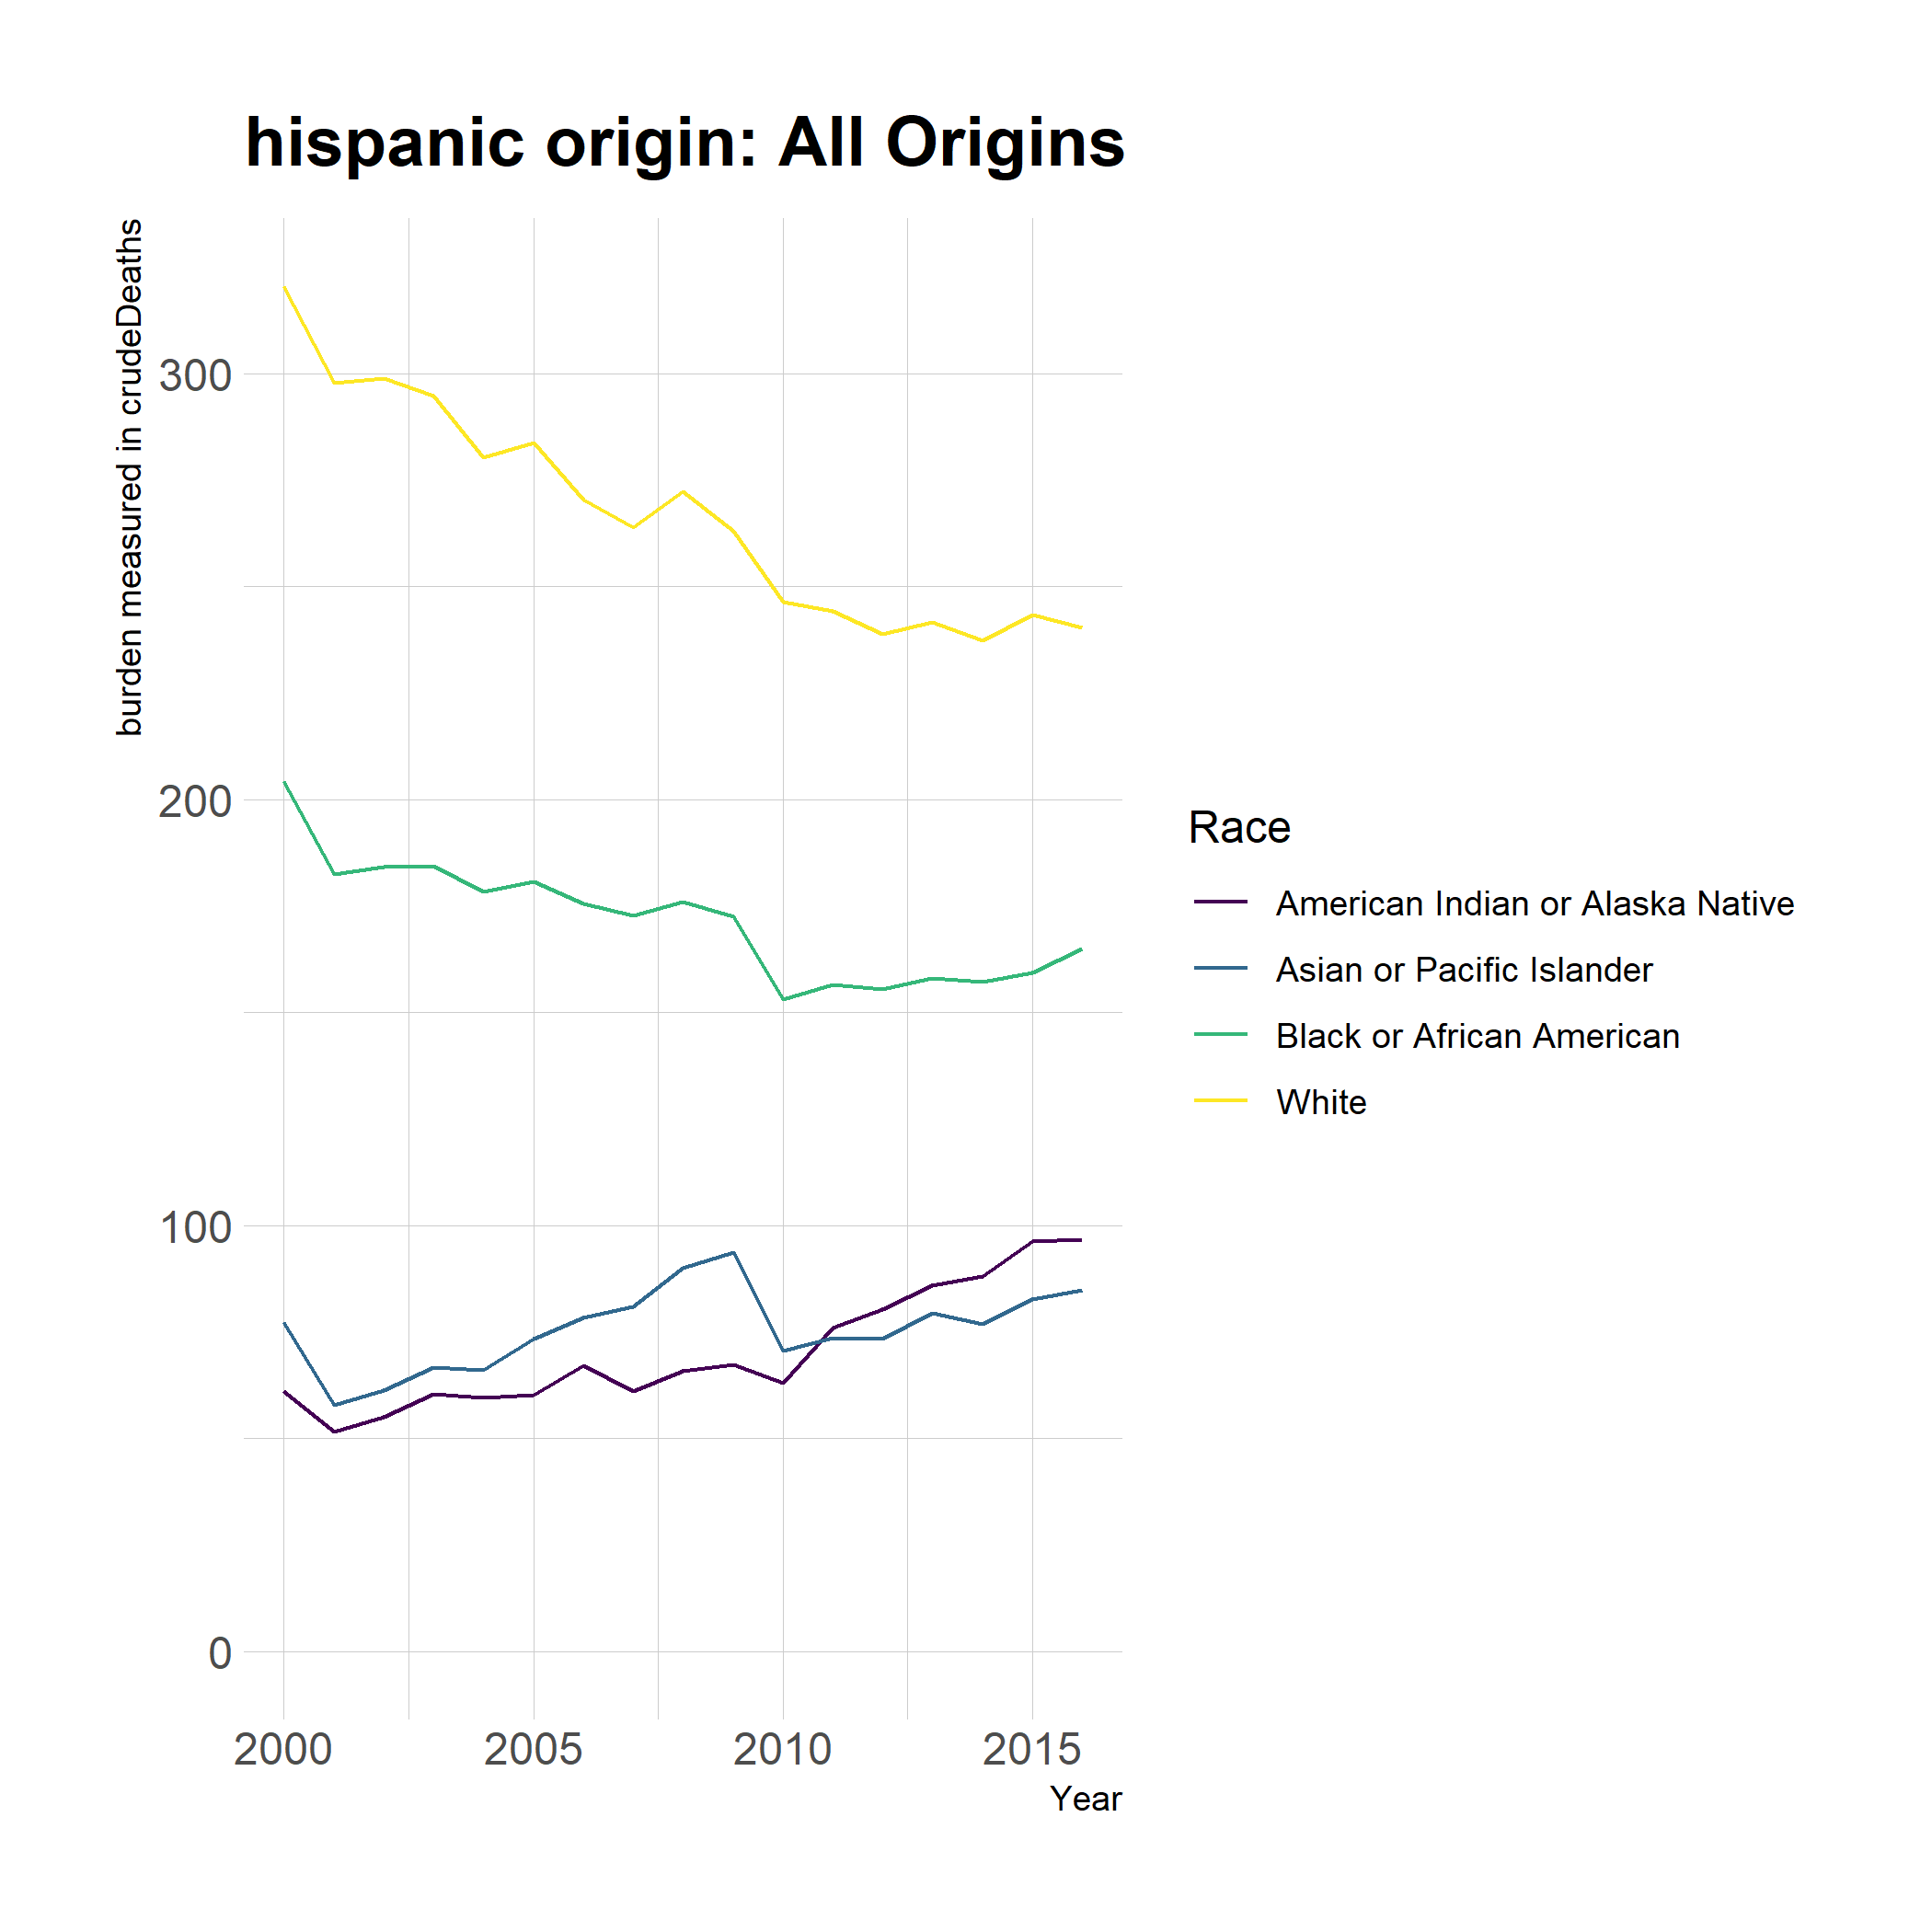 hispanic origin: All Origins
burden measured in crudeDeaths
300
200
100
0
2000
2005
2010
2015
Year
Race
American Indian or Alaska Native
Asian or Pacific Islander
Black or African American
White